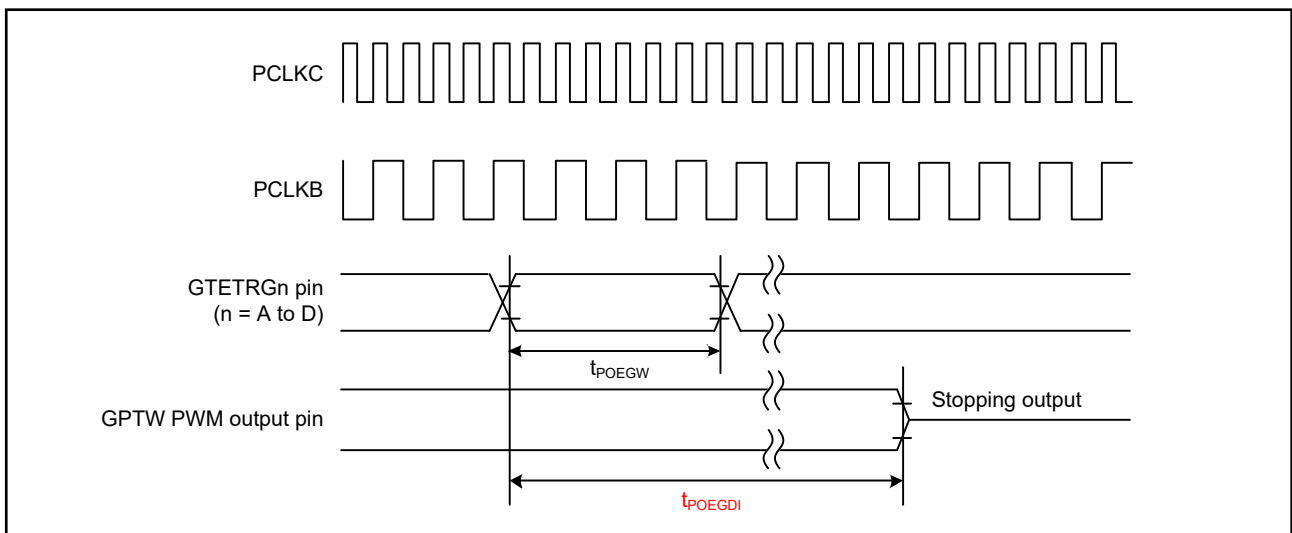 PCLKC
PCLKB
GTETRGn pin
(n = A to D)
tPOEGW
GPTW PWM output pin
Stopping output
tPOEGDI